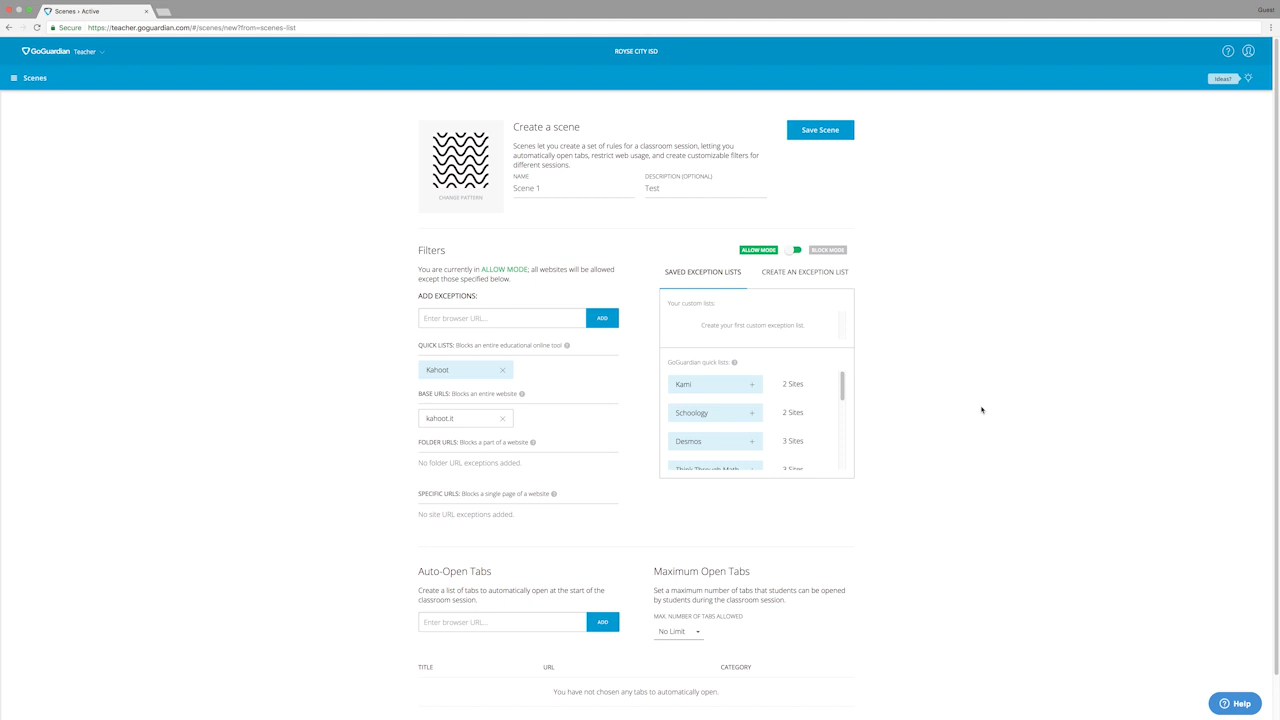 Scenes › Active
Guest
Secure https://teacher.goguardian.com/#/scenes/new?from=scenes-list
GoGuardian Teacher
ROYSE CITY ISD
Scenes
Ideas?
Create a scene
Save Scene
Scenes let you create a set of rules for a classroom session, letting you
automatically open tabs, restrict web usage, and create customizable filters for
different sessions.
NAME
DESCRIPTION (OPTIONAL)
Scene 1
Test
CHANGE PATTERN
Filters
ALLOW MODE
BLOCK MODE
You are currently in ALLOW MODE; all websites will be allowed
except those specified below.
SAVED EXCEPTION LISTS
CREATE AN EXCEPTION LIST
ADD EXCEPTIONS:
Enter browser URL...
ADD
Your custom lists:
Create your first custom exception list.
QUICK LISTS: Blocks an entire educational online tool
Kahoot
BASE URLS: Blocks an entire website
kahoot.it
FOLDER URLS: Blocks a part of a website
No folder URL exceptions added.
SPECIFIC URLS: Blocks a single page of a website
No site URL exceptions added.
GoGuardian quick lists:
Kami + 2 Sites
Schoology + 2 Sites
Desmos + 3 Sites
Think Through Math 3 Sites
Auto-Open Tabs
Create a list of tabs to automatically open at the start of the
classroom session.
Enter browser URL...
ADD
Maximum Open Tabs
Set a maximum number of tabs that students can be opened
by students during the classroom session.
MAX. NUMBER OF TABS ALLOWED
No Limit
TITLE
URL
CATEGORY
You have not chosen any tabs to automatically open.
Help